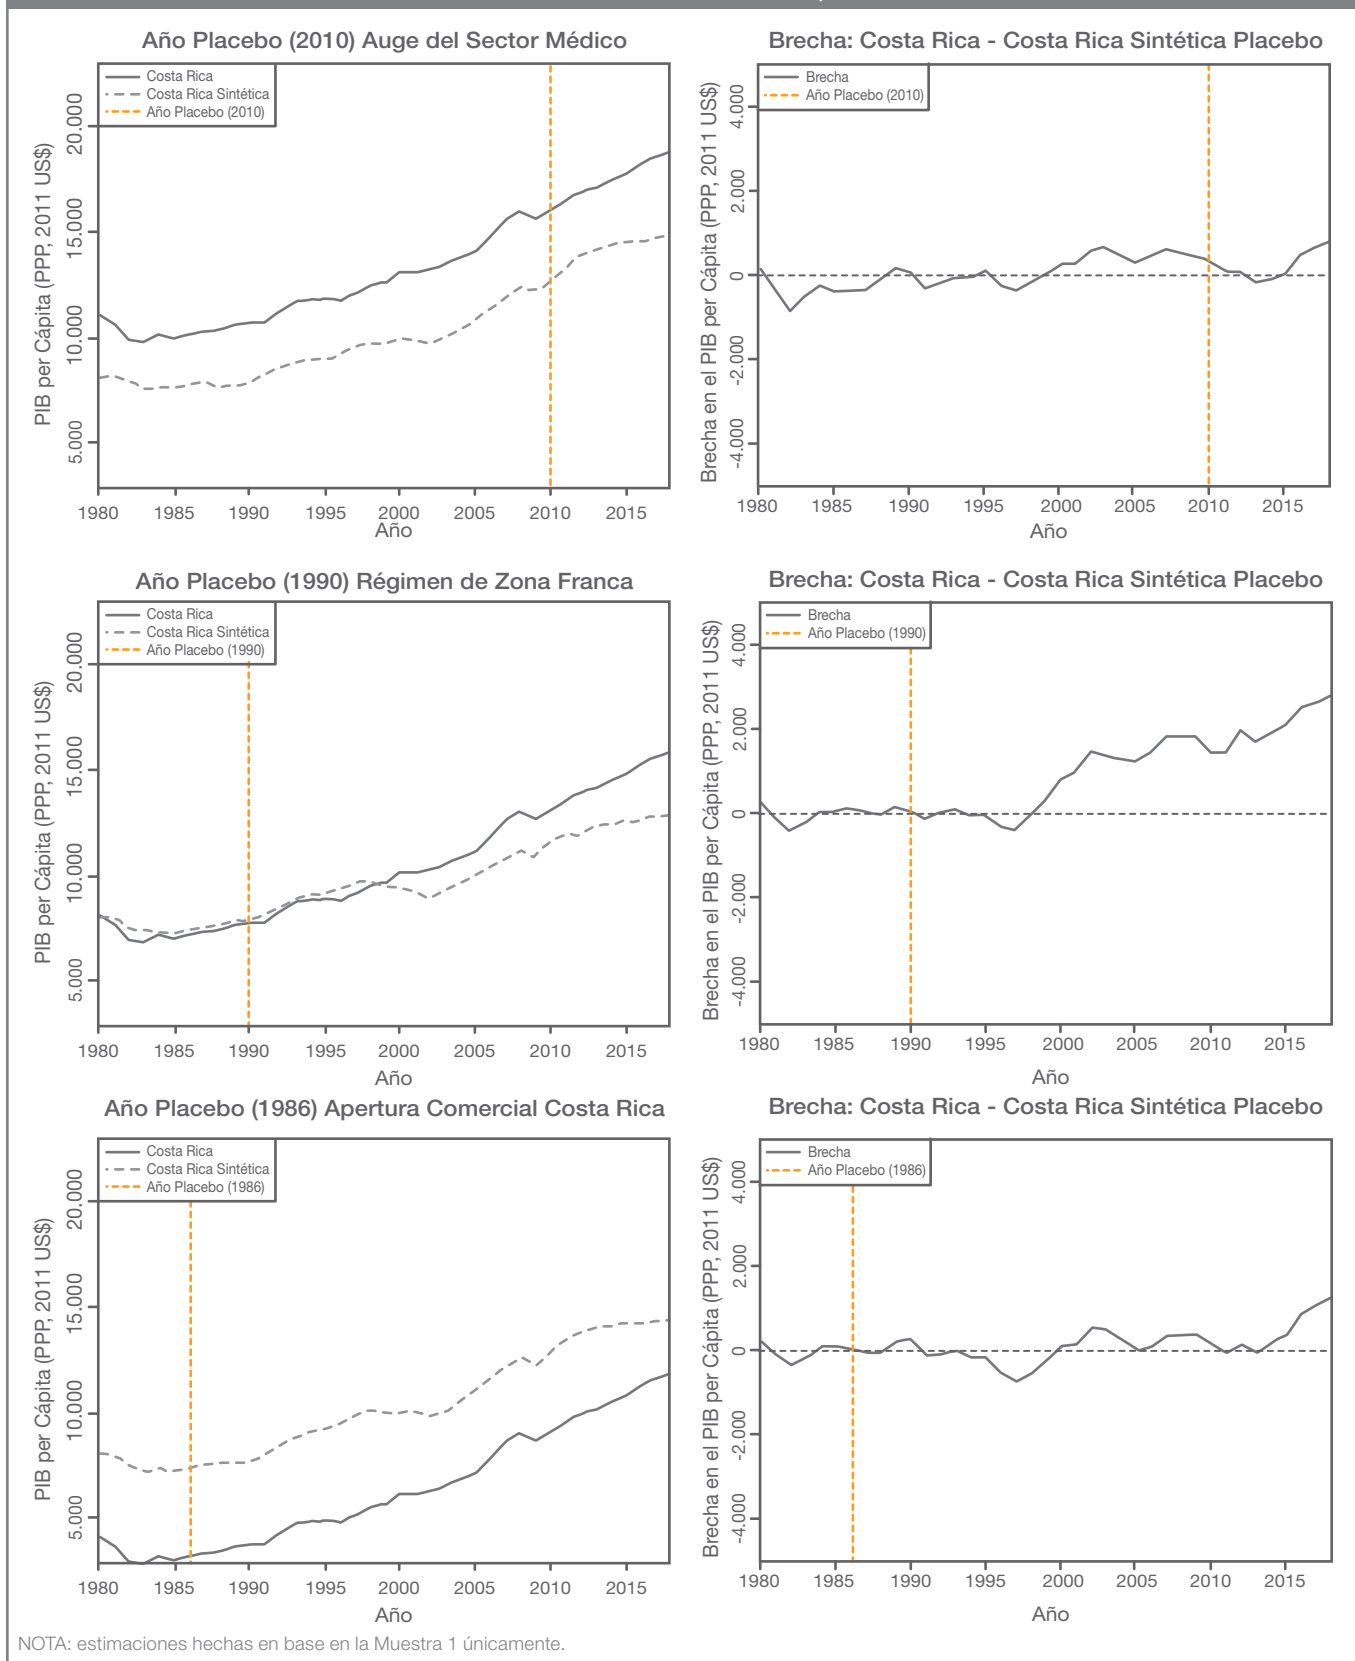 Año Placebo (2010) Auge del Sector Médico
Costa Rica
Costa Rica Sintética
Año Placebo (2010)
PIB per Cápita (PPP, 2011 US$)
20.000
15.000
10.000
5.000
1980 1985 1990 1995 2000 2005 2010 2015
Año
Brecha: Costa Rica - Costa Rica Sintética Placebo
Brecha
Año Placebo (2010)
Brecha en el PIB per Cápita (PPP, 2011 US$)
4.000
2.000
0
-2.000
-4.000
1980 1985 1990 1995 2000 2005 2010 2015
Año
Año Placebo (1990) Régimen de Zona Franca
Costa Rica
Costa Rica Sintética
Año Placebo (1990)
PIB per Cápita (PPP, 2011 US$)
20.000
15.000
10.000
5.000
1980 1985 1990 1995 2000 2005 2010 2015
Año
Brecha: Costa Rica - Costa Rica Sintética Placebo
Brecha
Año Placebo (1990)
Brecha en el PIB per Cápita (PPP, 2011 US$)
4.000
2.000
0
-2.000
-4.000
1980 1985 1990 1995 2000 2005 2010 2015
Año
Año Placebo (1986) Apertura Comercial Costa Rica
Costa Rica
Costa Rica Sintética
Año Placebo (1986)
PIB per Cápita (PPP, 2011 US$)
20.000
15.000
10.000
5.000
1980 1985 1990 1995 2000 2005 2010 2015
Año
Brecha: Costa Rica - Costa Rica Sintética Placebo
Brecha
Año Placebo (1986)
Brecha en el PIB per Cápita (PPP, 2011 US$)
4.000
2.000
0
-2.000
-4.000
1980 1985 1990 1995 2000 2005 2010 2015
Año
NOTA: estimaciones hechas en base en la Muestra 1 únicamente.